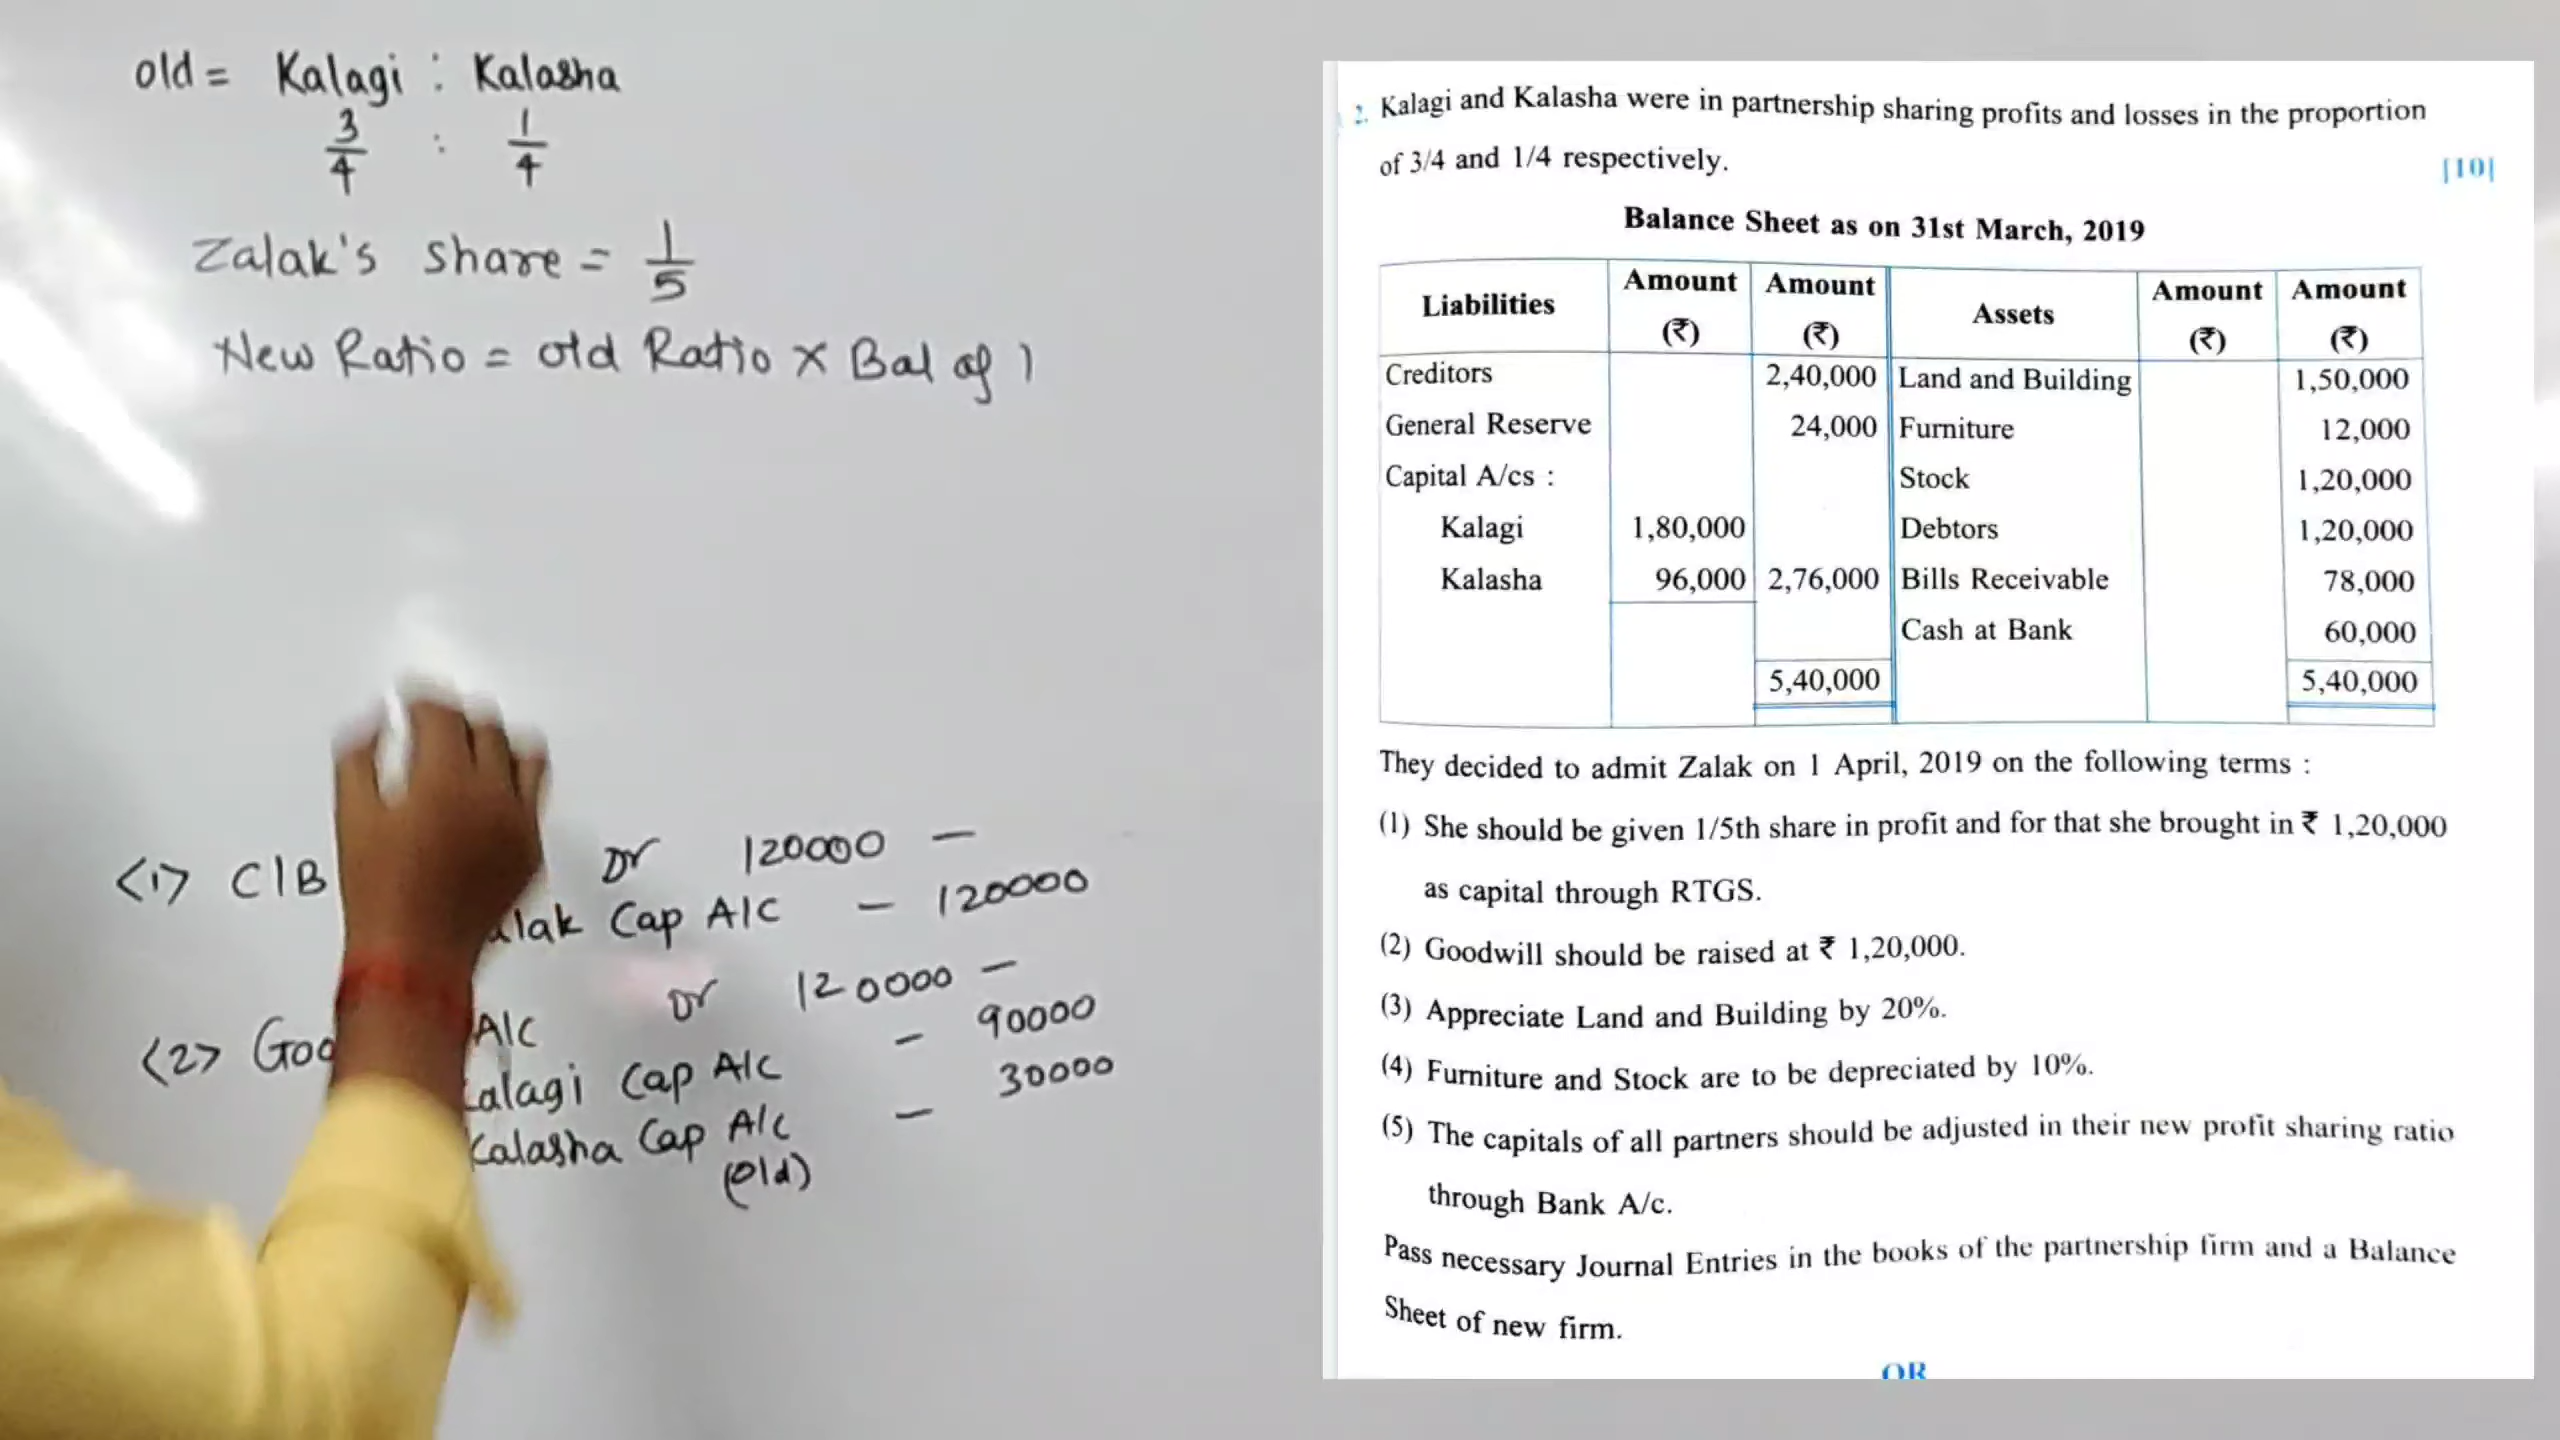 old = Kalagi : Kalasha
3/4 : 1/4
Zalak's share = 1/5
New Ratio = old Ratio × Bal of 1
<1> C|B Dr 120000 —
Cap A/C — 120000
<2> A/C Dr 120000 —
Cap A/C — 90000
Kalasha Cap A/C — 30000
(old)
2. Kalagi and Kalasha were in partnership sharing profits and losses in the proportion
of 3/4 and 1/4 respectively. [10]
Balance Sheet as on 31st March, 2019
Liabilities Amount (₹) Amount (₹) Assets Amount (₹) Amount (₹)
Creditors 2,40,000 Land and Building 1,50,000
General Reserve 24,000 Furniture 12,000
Capital A/cs : Stock 1,20,000
Kalagi 1,80,000 Debtors 1,20,000
Kalasha 96,000 2,76,000 Bills Receivable 78,000
Cash at Bank 60,000
5,40,000 5,40,000
They decided to admit Zalak on 1 April, 2019 on the following terms :
(1) She should be given 1/5th share in profit and for that she brought in ₹ 1,20,000
as capital through RTGS.
(2) Goodwill should be raised at ₹ 1,20,000.
(3) Appreciate Land and Building by 20%.
(4) Furniture and Stock are to be depreciated by 10%.
(5) The capitals of all partners should be adjusted in their new profit sharing ratio
through Bank A/c.
Pass necessary Journal Entries in the books of the partnership firm and a Balance
Sheet of new firm.
OR